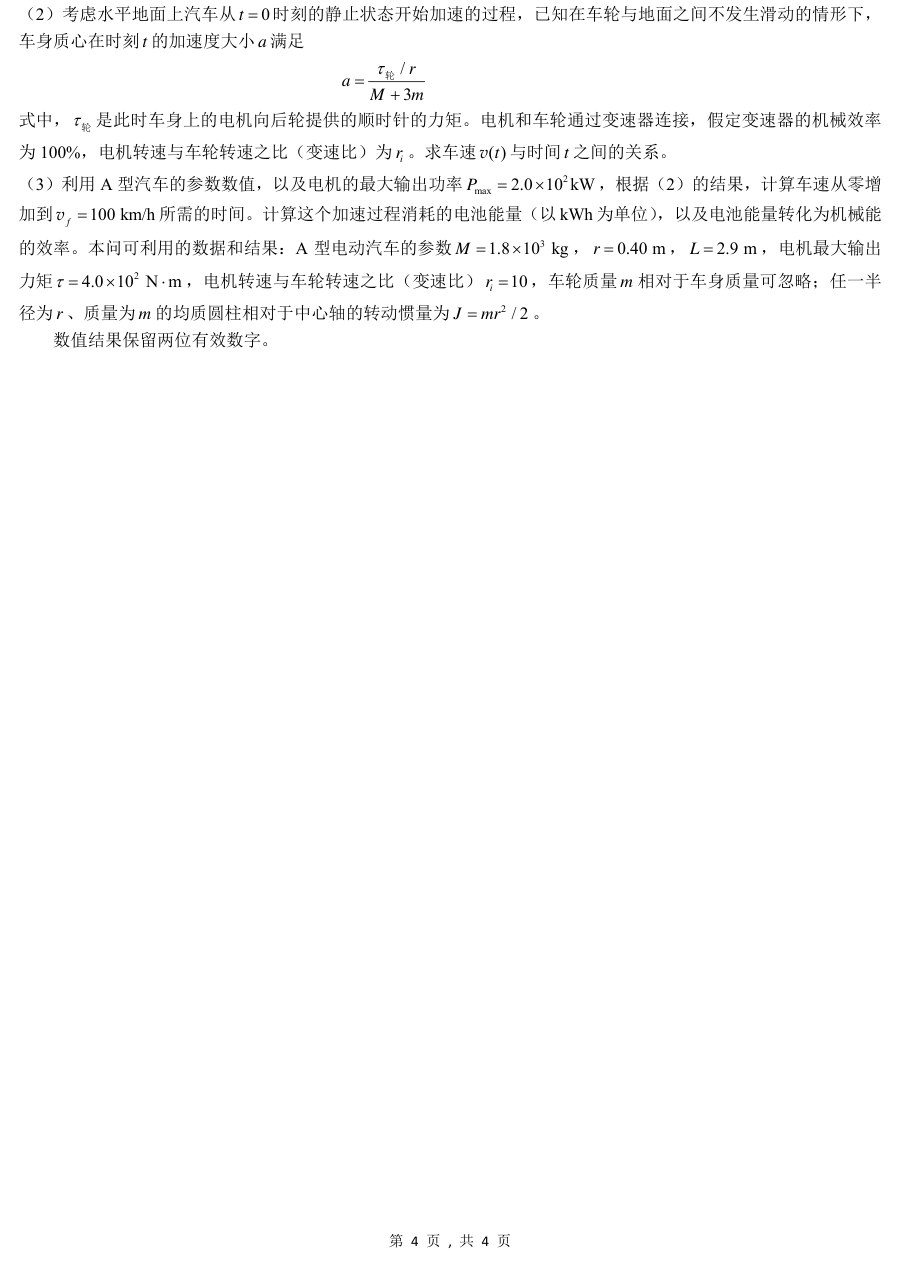 （2）考虑水平地面上汽车从 t = 0 时刻的静止状态开始加速的过程，已知在车轮与地面之间不发生滑动的情形下，
车身质心在时刻 t 的加速度大小 a 满足
a = \frac{τ_轮 / r}{M + 3m}
式中，τ_轮 是此时车身上的电机向后轮提供的顺时针的力矩。电机和车轮通过变速器连接，假定变速器的机械效率
为 100%，电机转速与车轮转速之比（变速比）为 r_i 。求车速 v(t) 与时间 t 之间的关系。
（3）利用 A 型汽车的参数数值，以及电机的最大输出功率 P_max = 2.0×10² kW ，根据（2）的结果，计算车速从零增
加到 v_f = 100 km/h 所需的时间。计算这个加速过程消耗的电池能量（以 kWh 为单位），以及电池能量转化为机械能
的效率。本问可利用的数据和结果：A 型电动汽车的参数 M = 1.8×10³ kg ， r = 0.40 m ， L = 2.9 m ，电机最大输出
力矩 τ = 4.0×10² N·m ，电机转速与车轮转速之比（变速比） r_i = 10 ，车轮质量 m 相对于车身质量可忽略；任一半
径为 r 、质量为 m 的均质圆柱相对于中心轴的转动惯量为 J = mr² / 2 。
数值结果保留两位有效数字。
第 4 页 , 共 4 页